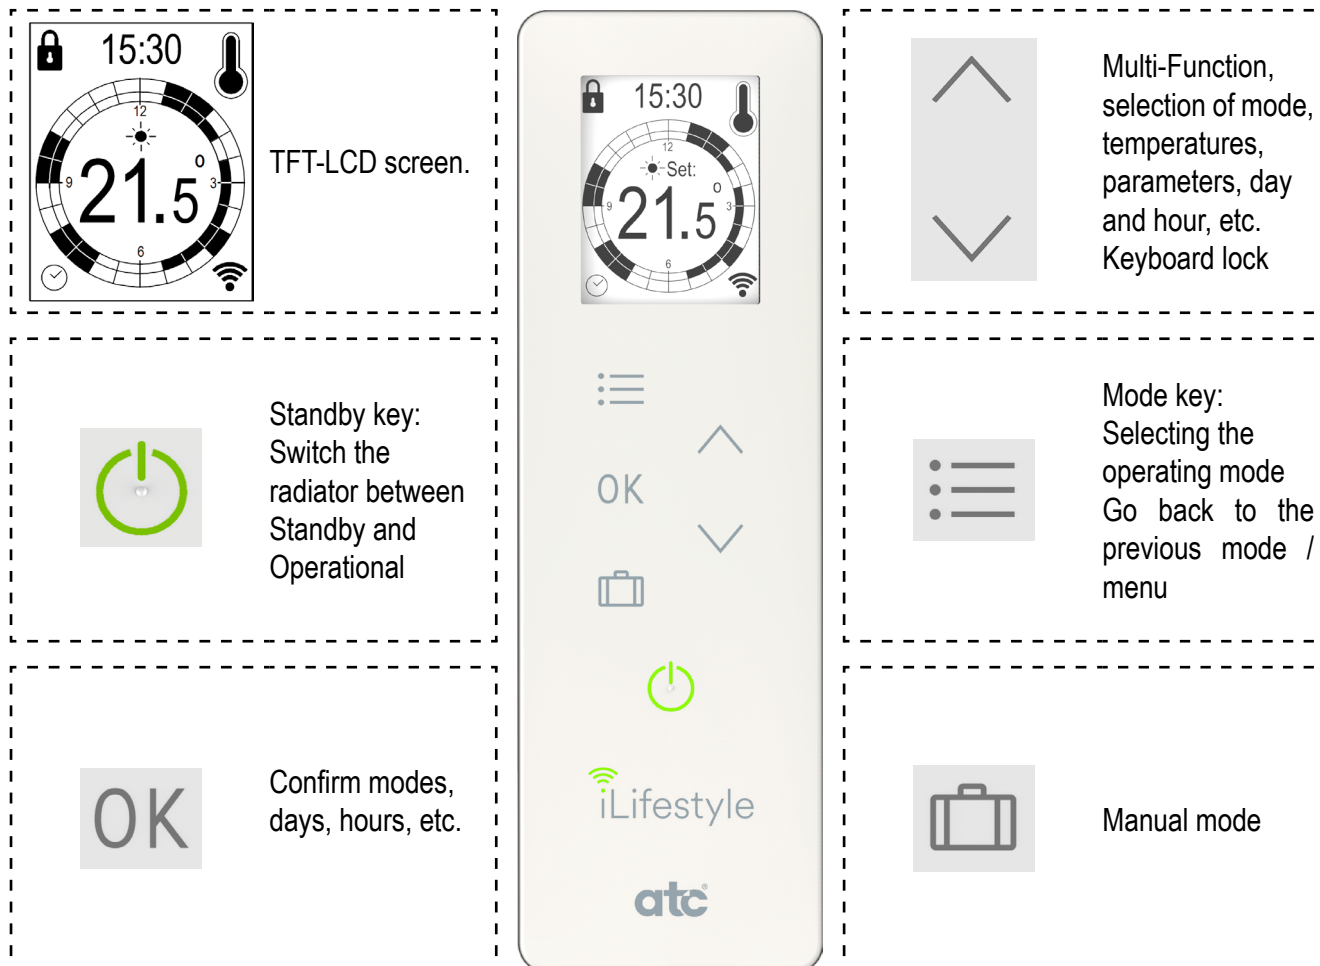 15:30
12
9
3
21.5°
6
TFT-LCD screen.
15:30
12
Set:
9
3
21.5°
6
OK
iLifestyle
atc®
Multi-Function,
selection of mode,
temperatures,
parameters, day
and hour, etc.
Keyboard lock
Standby key:
Switch the
radiator between
Standby and
Operational
Mode key:
Selecting the
operating mode
Go back to the
previous mode /
menu
OK
Confirm modes,
days, hours, etc.
Manual mode